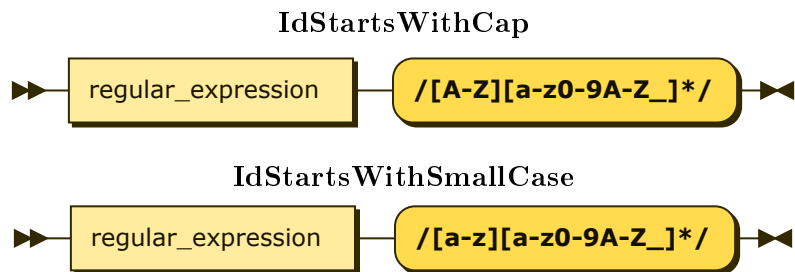 IdStartsWithCap
regular_expression /[A-Z][a-z0-9A-Z_]*/
IdStartsWithSmallCase
regular_expression /[a-z][a-z0-9A-Z_]*/